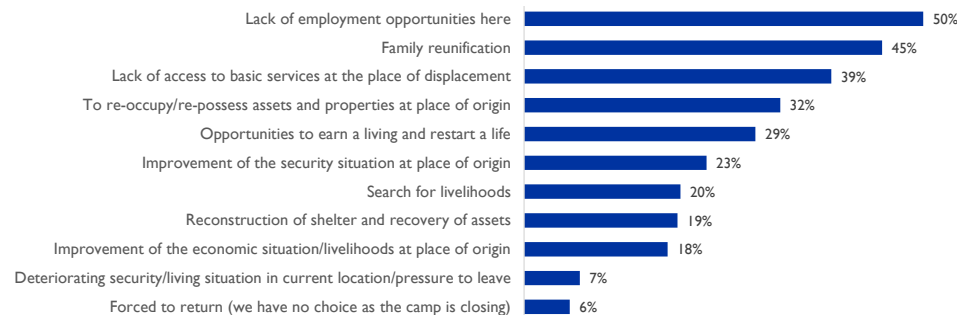 Lack of employment opportunities here 50%
Family reunification 45%
Lack of access to basic services at the place of displacement 39%
To re-occupy/re-possess assets and properties at place of origin 32%
Opportunities to earn a living and restart a life 29%
Improvement of the security situation at place of origin 23%
Search for livelihoods 20%
Reconstruction of shelter and recovery of assets 19%
Improvement of the economic situation/livelihoods at place of origin 18%
Deteriorating security/living situation in current location/pressure to leave 7%
Forced to return (we have no choice as the camp is closing) 6%